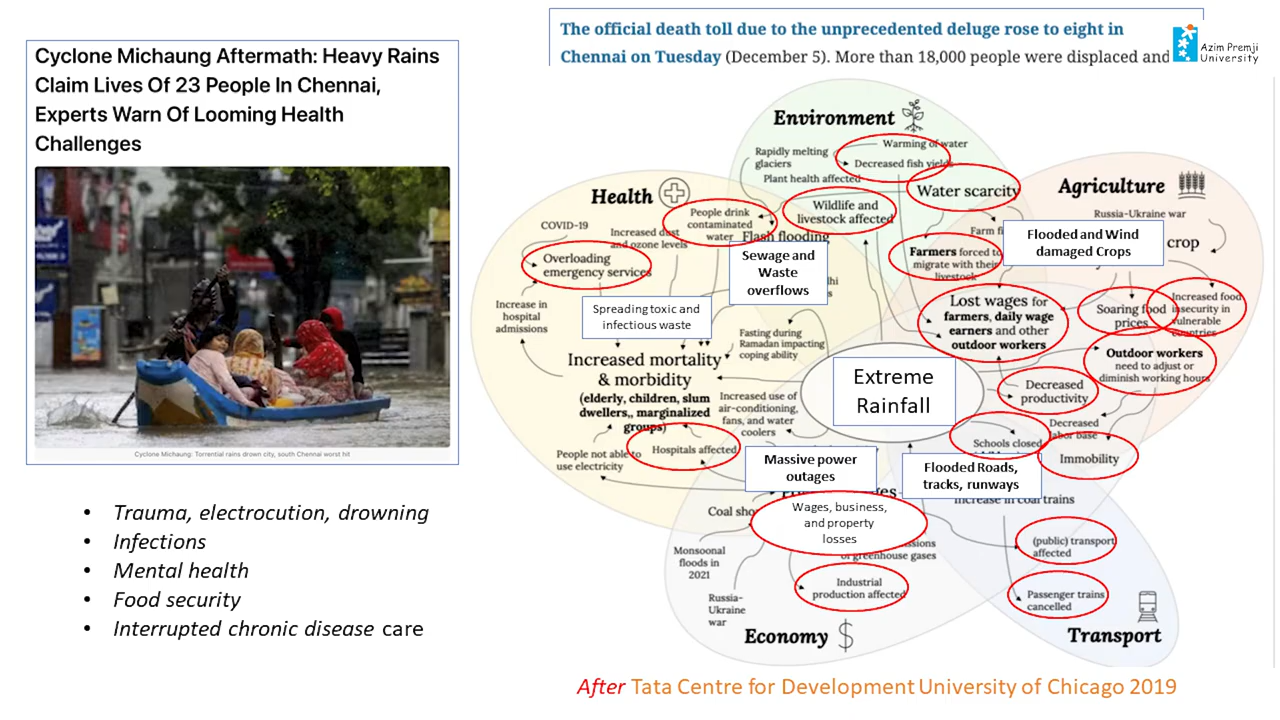 The official death toll due to the unprecedented deluge rose to eight in
Chennai on Tuesday (December 5). More than 18,000 people were displaced and
Azim Premji
University
Cyclone Michaung Aftermath: Heavy Rains
Claim Lives Of 23 People In Chennai,
Experts Warn Of Looming Health
Challenges
Cyclone Michaung: Torrential rains drown city, south Chennai worst hit
• Trauma, electrocution, drowning
• Infections
• Mental health
• Food security
• Interrupted chronic disease care
Environment
Rapidly melting
glaciers
Warming of water
Decreased fish yields
Plant health affected
Water scarcity
Wildlife and
livestock affected
Health
COVID-19
Increased dust
and ozone levels
People drink
contaminated
water
Flash flooding
Overloading
emergency services
Sewage and
Waste
overflows
Spreading toxic and
infectious waste
Increase in
hospital
admissions
Fasting during
Ramadan impacting
coping ability
Increased mortality
& morbidity
(elderly, children, slum
dwellers,, marginalized
groups)
Increased use of
air-conditioning,
fans, and water
coolers
People not able to
use electricity
Hospitals affected
Agriculture
Russia-Ukraine war
Farm
Flooded and Wind
damaged Crops
crop
Farmers forced to
migrate with their
livestock
Lost wages for
farmers, daily wage
earners and other
outdoor workers
Soaring food
prices
Increased food
insecurity in
vulnerable
countries
Outdoor workers
need to adjust or
diminish working hours
Extreme
Rainfall
Decreased
productivity
Decreased
labor base
Schools closed
Immobility
Massive power
outages
Flooded Roads,
tracks, runways
Increase in coal trains
Coal
Wages, business,
and property
losses
of greenhouse gases
Monsoonal
floods in
2021
Russia-
Ukraine
war
Industrial
production affected
Economy
(public) transport
affected
Passenger trains
cancelled
Transport
After Tata Centre for Development University of Chicago 2019